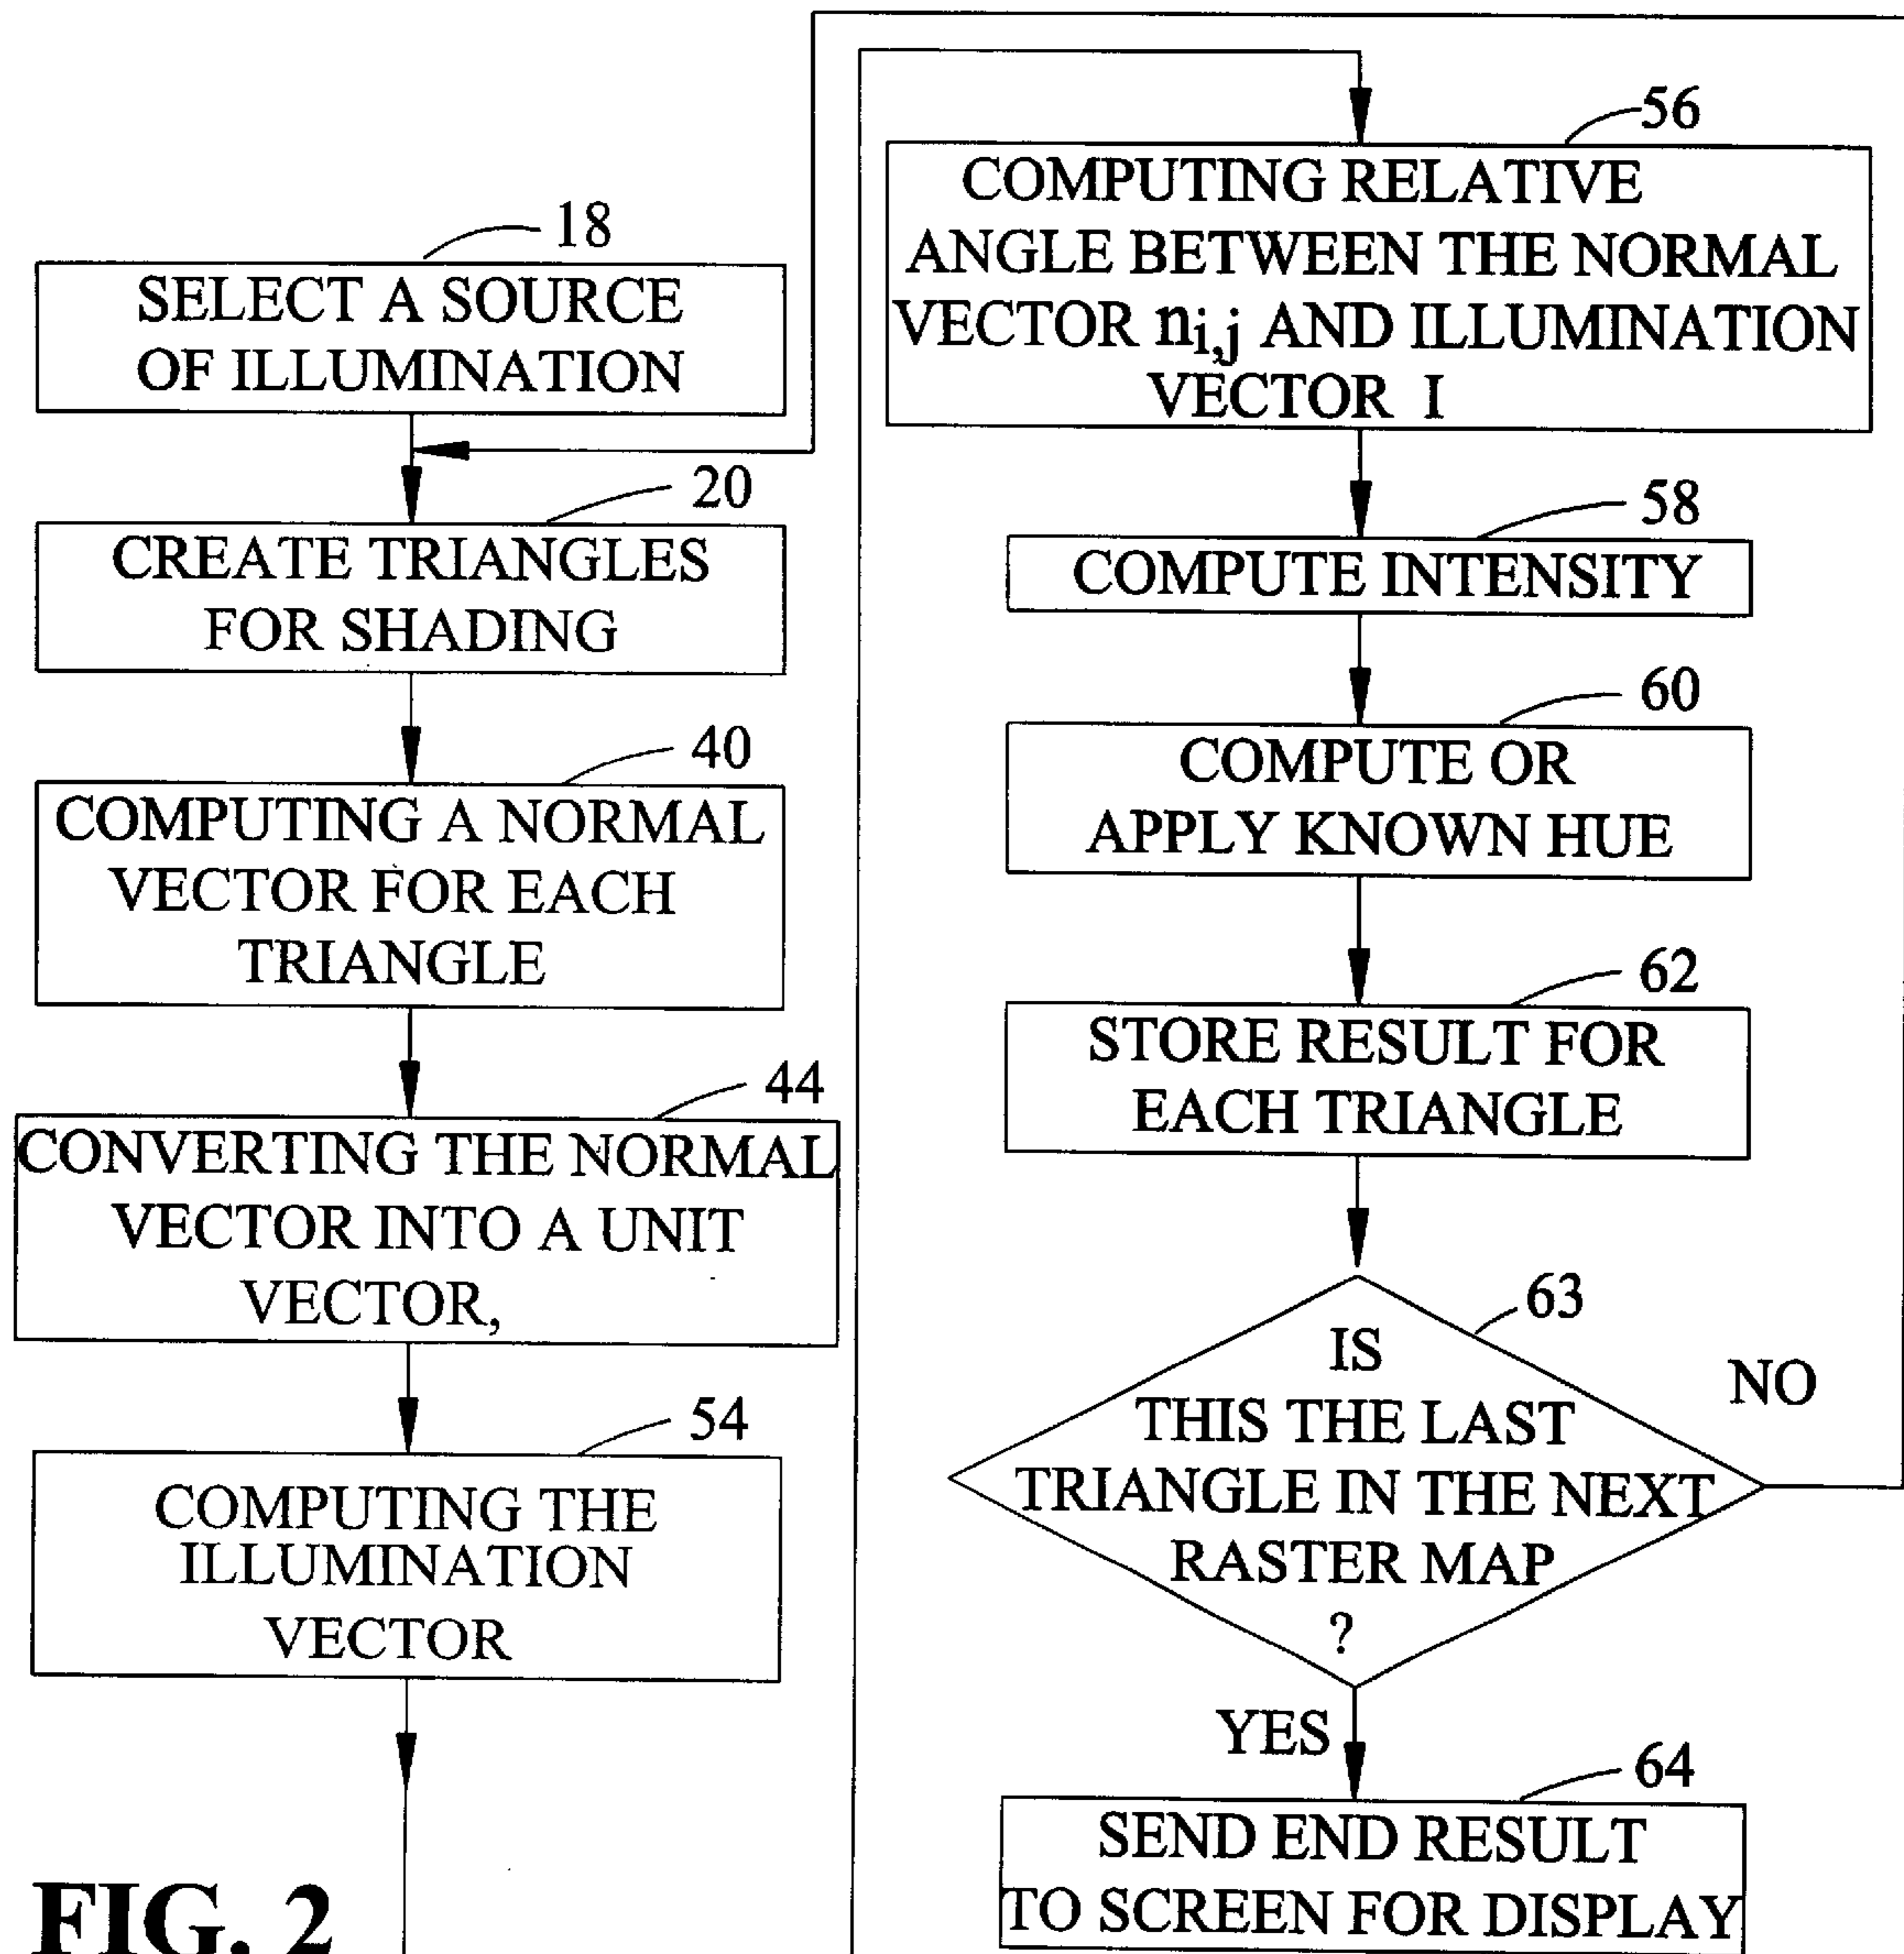 18
SELECT A SOURCE
OF ILLUMINATION
20
CREATE TRIANGLES
FOR SHADING
40
COMPUTING A NORMAL
VECTOR FOR EACH
TRIANGLE
44
CONVERTING THE NORMAL
VECTOR INTO A UNIT
VECTOR,
54
COMPUTING THE
ILLUMINATION
VECTOR
56
COMPUTING RELATIVE
ANGLE BETWEEN THE NORMAL
VECTOR ni,j AND ILLUMINATION
VECTOR I
58
COMPUTE INTENSITY
60
COMPUTE OR
APPLY KNOWN HUE
62
STORE RESULT FOR
EACH TRIANGLE
63
IS
THIS THE LAST
TRIANGLE IN THE NEXT
RASTER MAP
?
NO
YES
64
SEND END RESULT
TO SCREEN FOR DISPLAY
FIG. 2